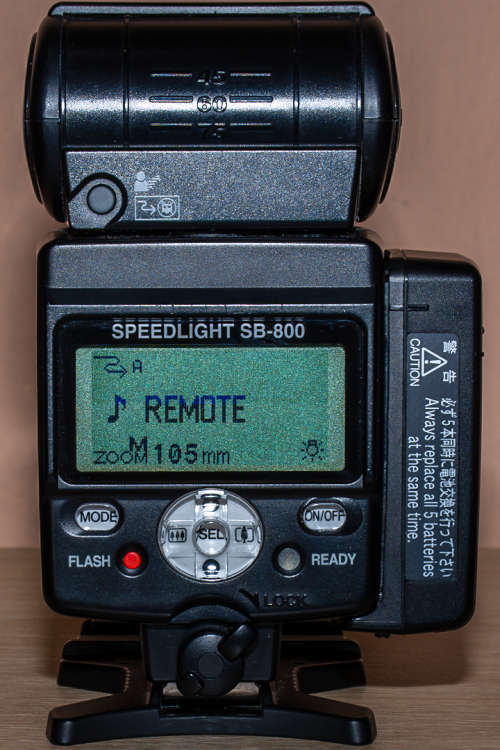 45
60
75
SPEEDLIGHT SB-800
A
REMOTE
ZOOM M 105 mm
MODE
SEL
ON/OFF
FLASH
READY
LOCK
警告
CAUTION
必ず5本同時に電池交換を行って下さい
Always replace all 5 batteries
at the same time.